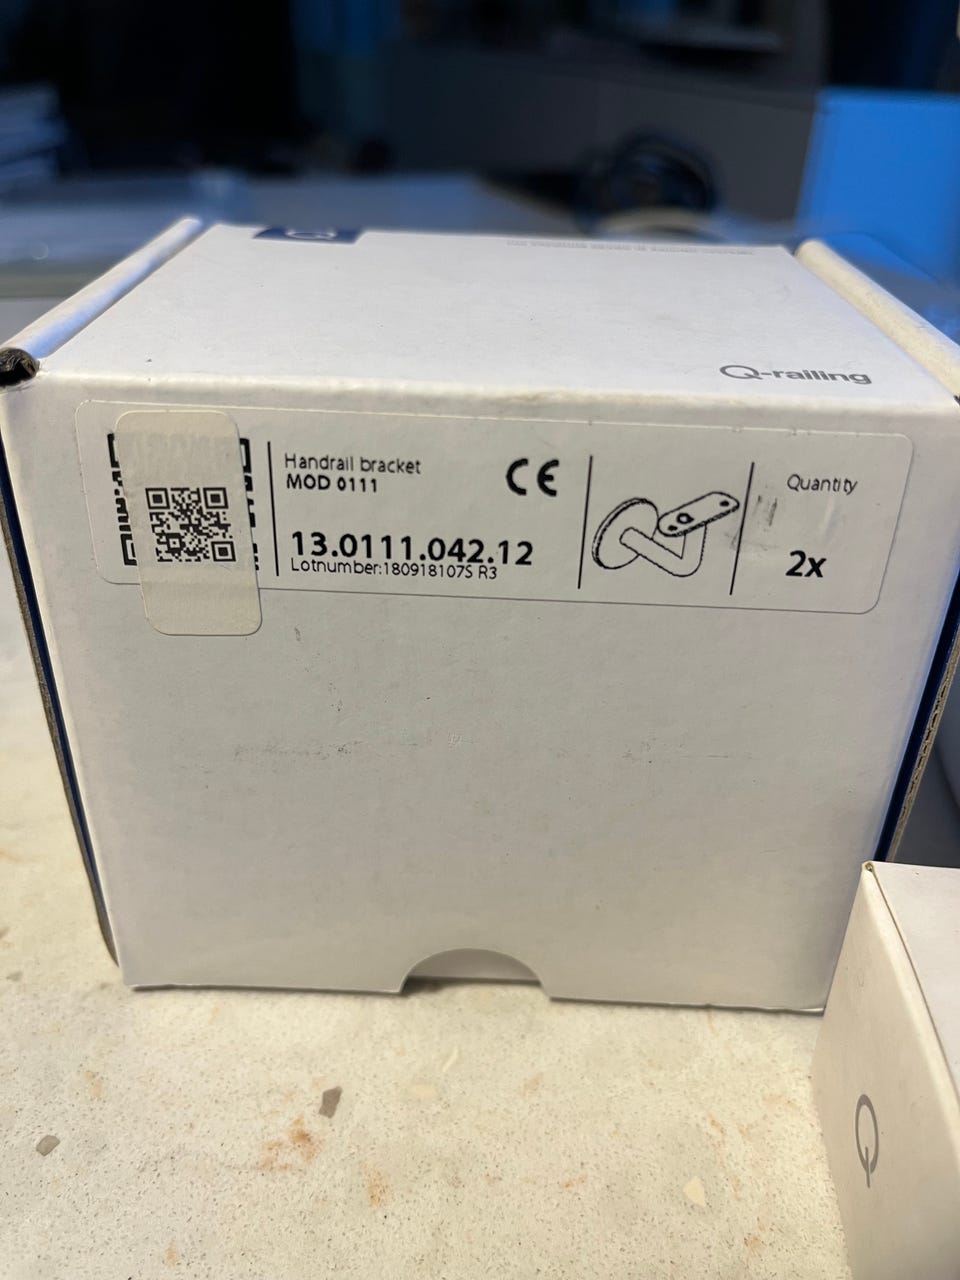 Q-railing
Handrail bracket
MOD 0111
CE
13.0111.042.12
Lotnumber:180918107S R3
Quantity
2x
Q